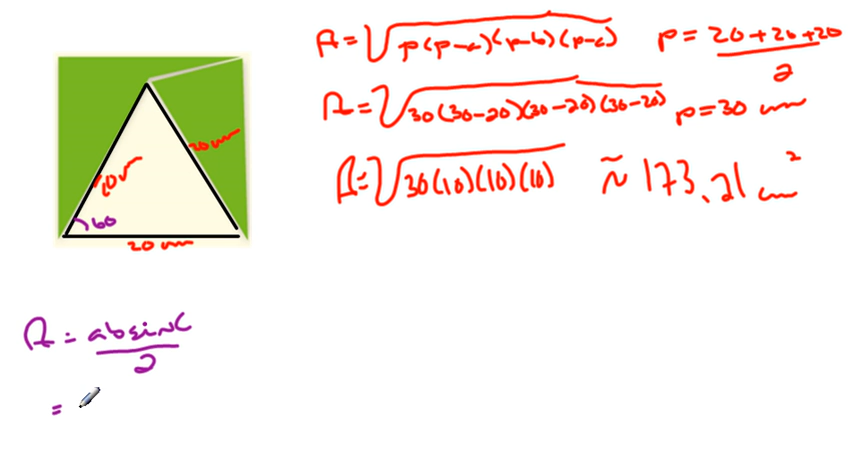 A = √p(p-a)(p-b)(p-c) p = 20+20+20/2
A = √30(30-20)(30-20)(30-20) p = 30 cm
A = √30(10)(10)(10) ≈ 173.21 cm²
20 cm
20 cm
60
20 cm
A = absinC/2
=